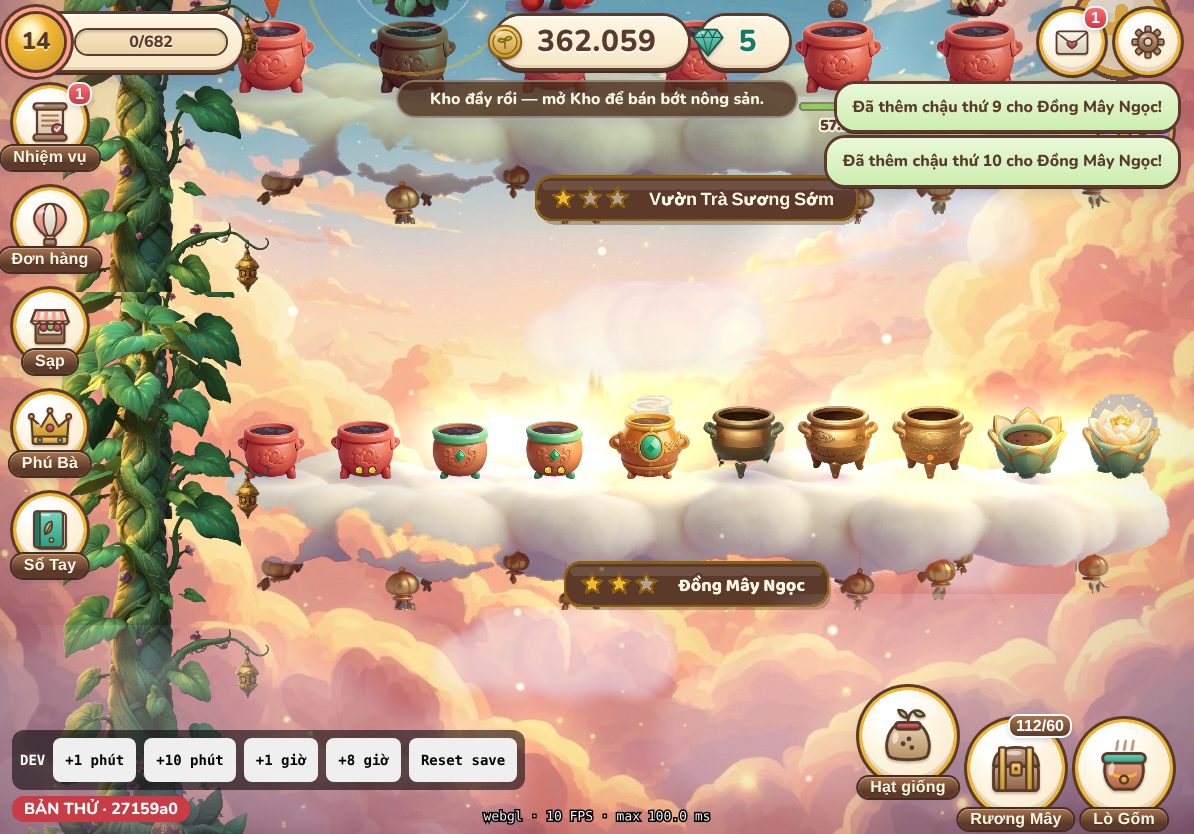 14
0/682
362.059
5
1
Kho đầy rồi — mở Kho để bán bớt nông sản.
Đã thêm chậu thứ 9 cho Đồng Mây Ngọc!
57.
Đã thêm chậu thứ 10 cho Đồng Mây Ngọc!
1
Nhiệm vụ
Vườn Trà Sương Sớm
Đơn hàng
Sạp
Phú Bà
Sổ Tay
Đồng Mây Ngọc
112/60
DEV
+1 phút
+10 phút
+1 giờ
+8 giờ
Reset save
Hạt giống
BẢN THỬ · 27159a0
webgl · 10 FPS · max 100.0 ms
Rương Mây
Lò Gốm